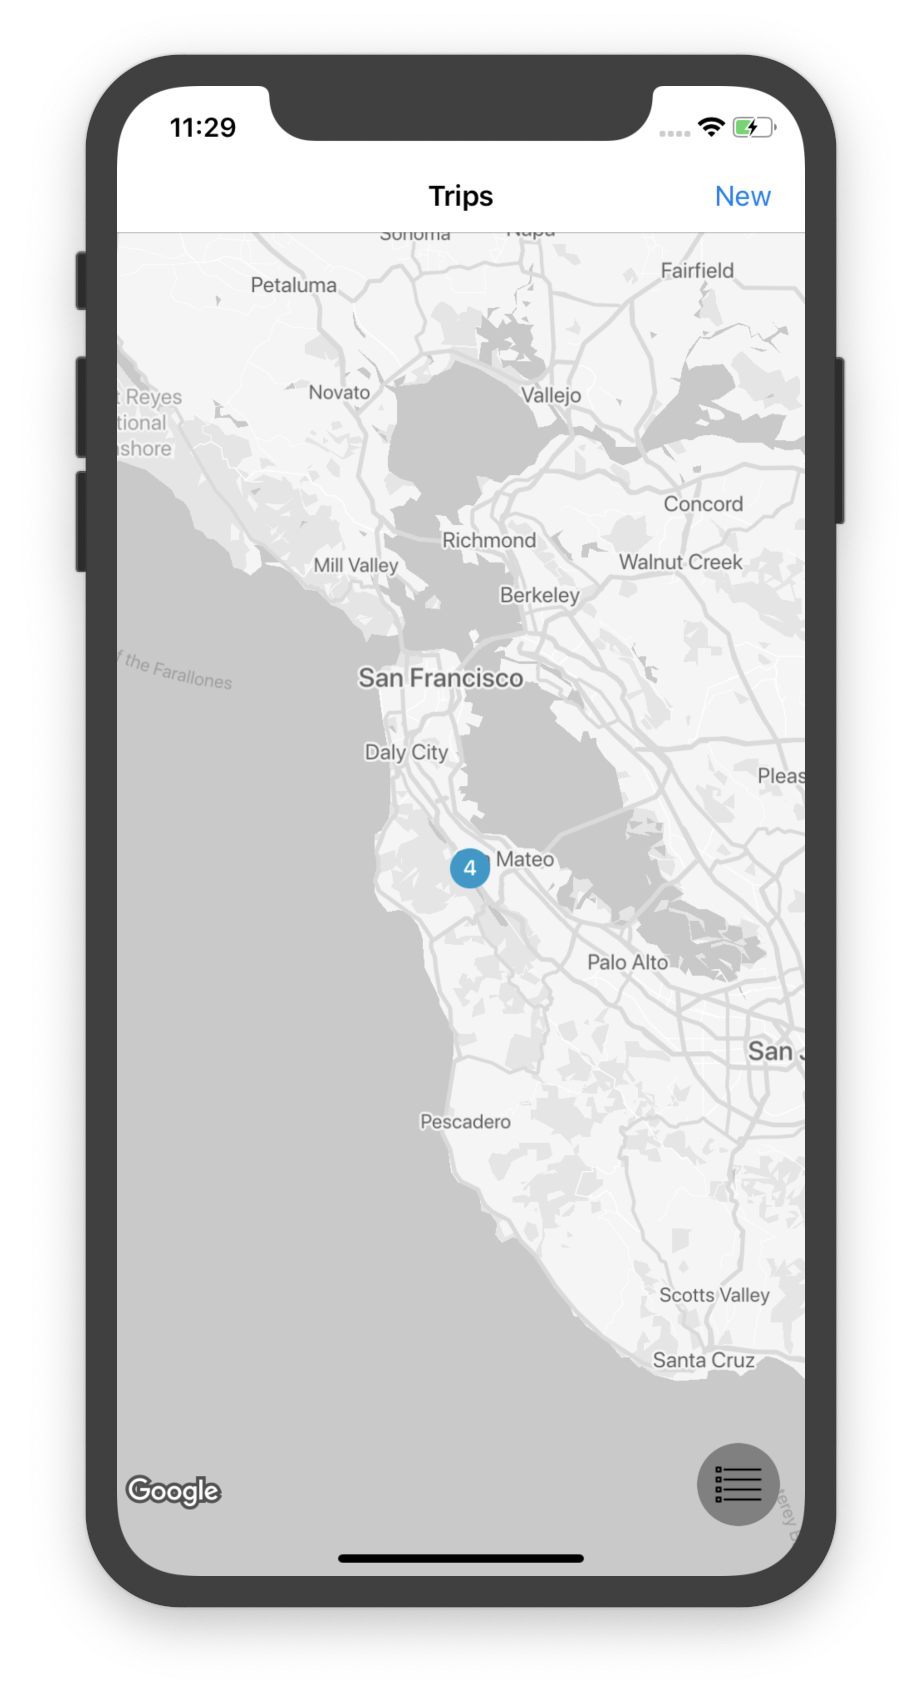 11:29
Trips
New
Sonoma
Napa
Fairfield
Petaluma
Novato
Vallejo
t Reyes
tional
shore
Concord
Richmond
Mill Valley
Walnut Creek
Berkeley
f the Farallones
San Francisco
Daly City
Pleas
4
Mateo
Palo Alto
San J
Pescadero
Scotts Valley
Santa Cruz
Google
terey B